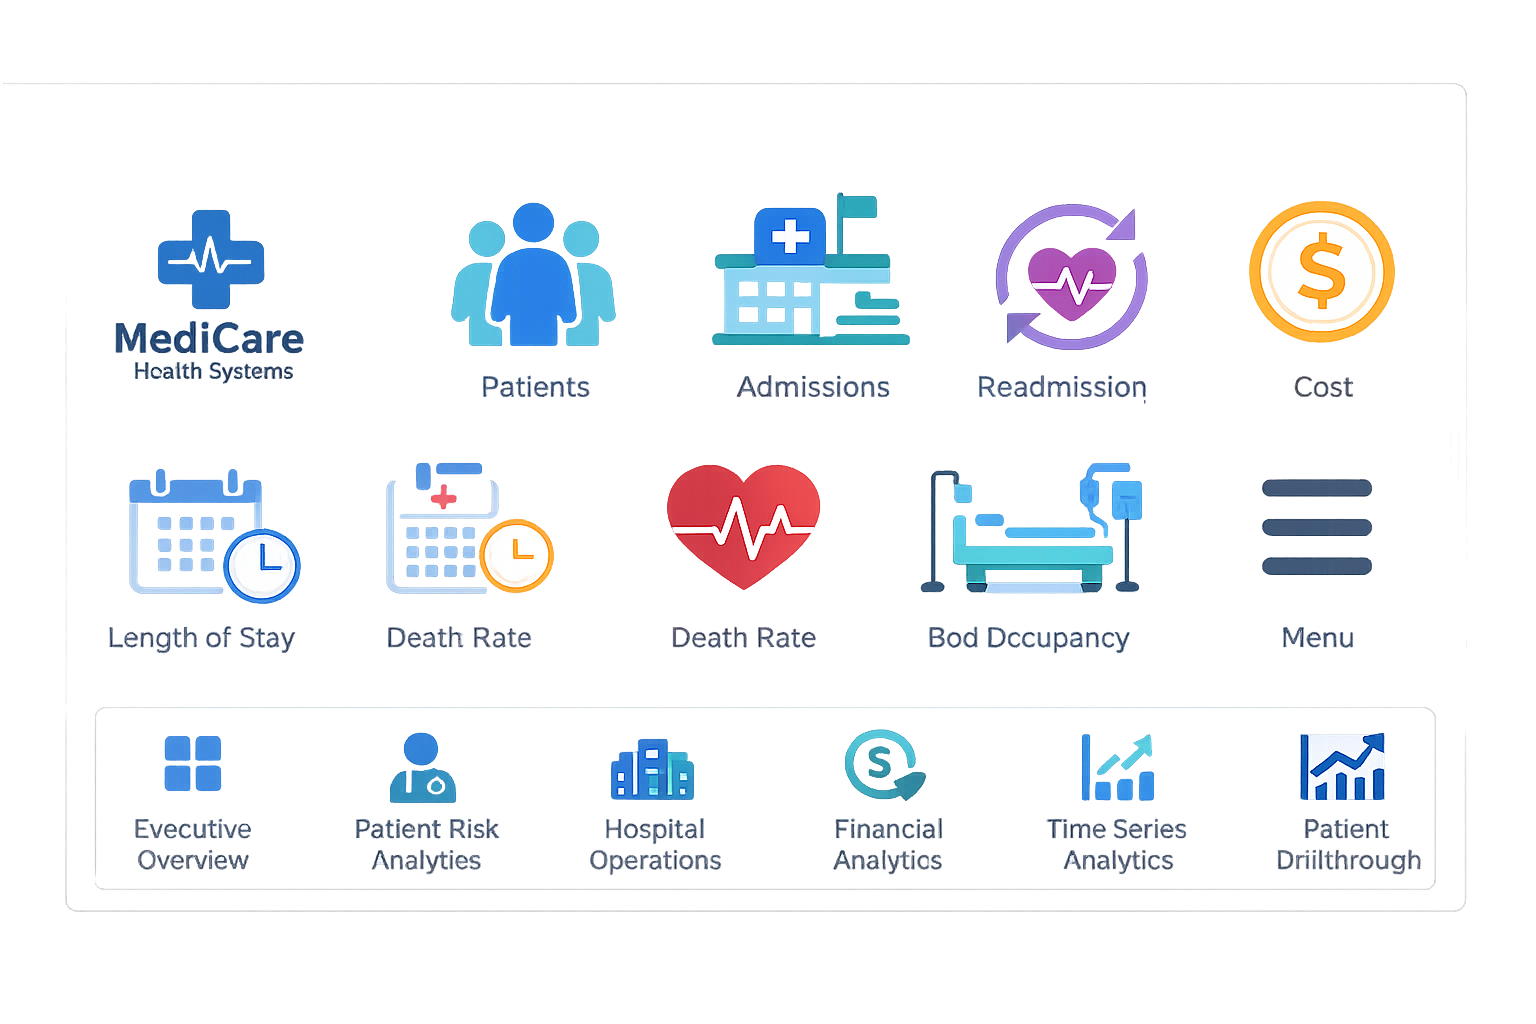 MediCare
Health Systems
Patients
Admissions
Readmission
Cost
Length of Stay
Death Rate
Death Rate
Bod Dccupancy
Menu
Evecutive
Overview
Patient Risk
Analyties
Hospital
Operations
Financial
Analytics
Time Series
Analytics
Patient
Driilthrough